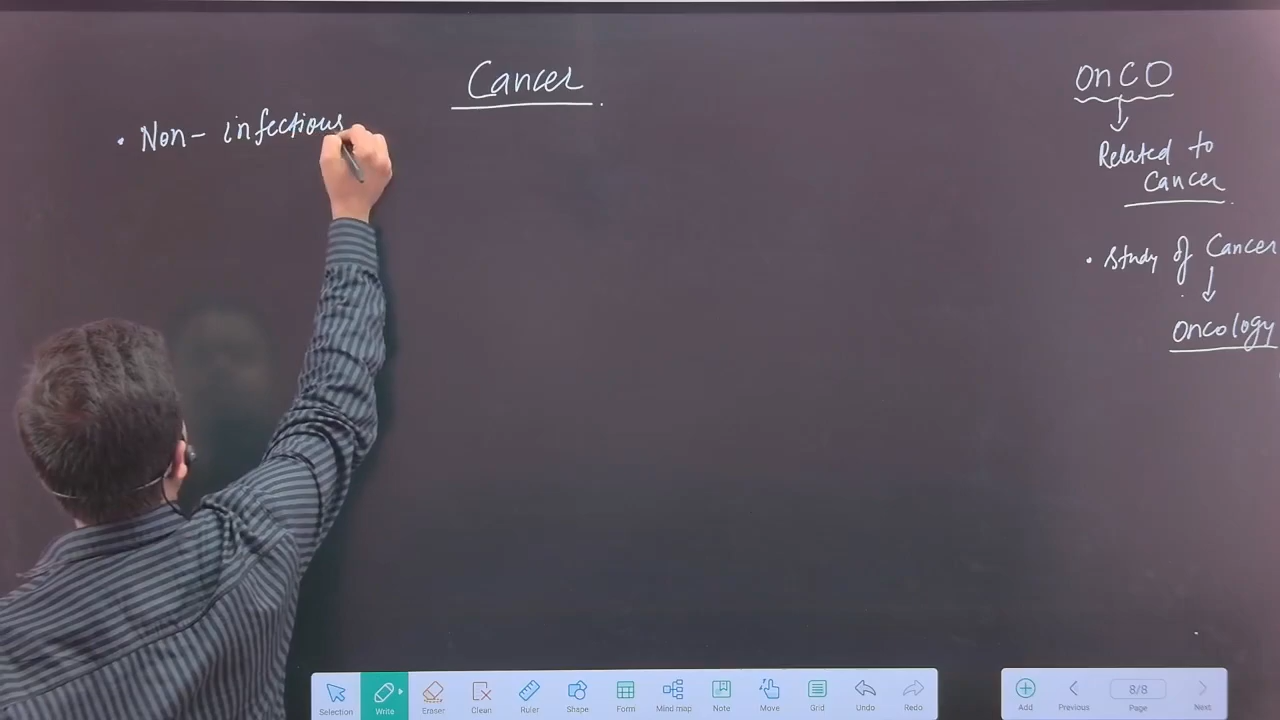 Cancer
• Non- infectious
OnCO
Related to
Cancer
• Study of Cancer
Oncology
Selection
Write
Eraser
Clean
Ruler
Shape
Form
Mind map
Note
Move
Grid
Undo
Redo
Add
Previous
8/8
Page
Next